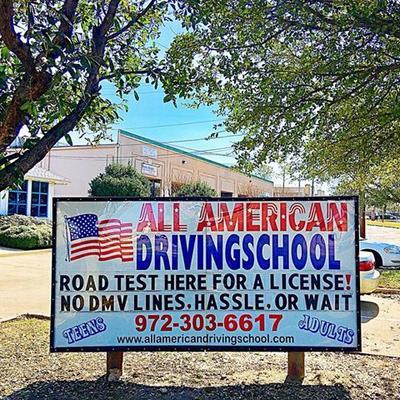 ALL AMERICAN
DRIVINGSCHOOL
ROAD TEST HERE FOR A LICENSE!
NO DMV LINES. HASSLE, OR WAIT
TEENS
972-303-6617
ADULTS
www.allamericandrivingschool.com